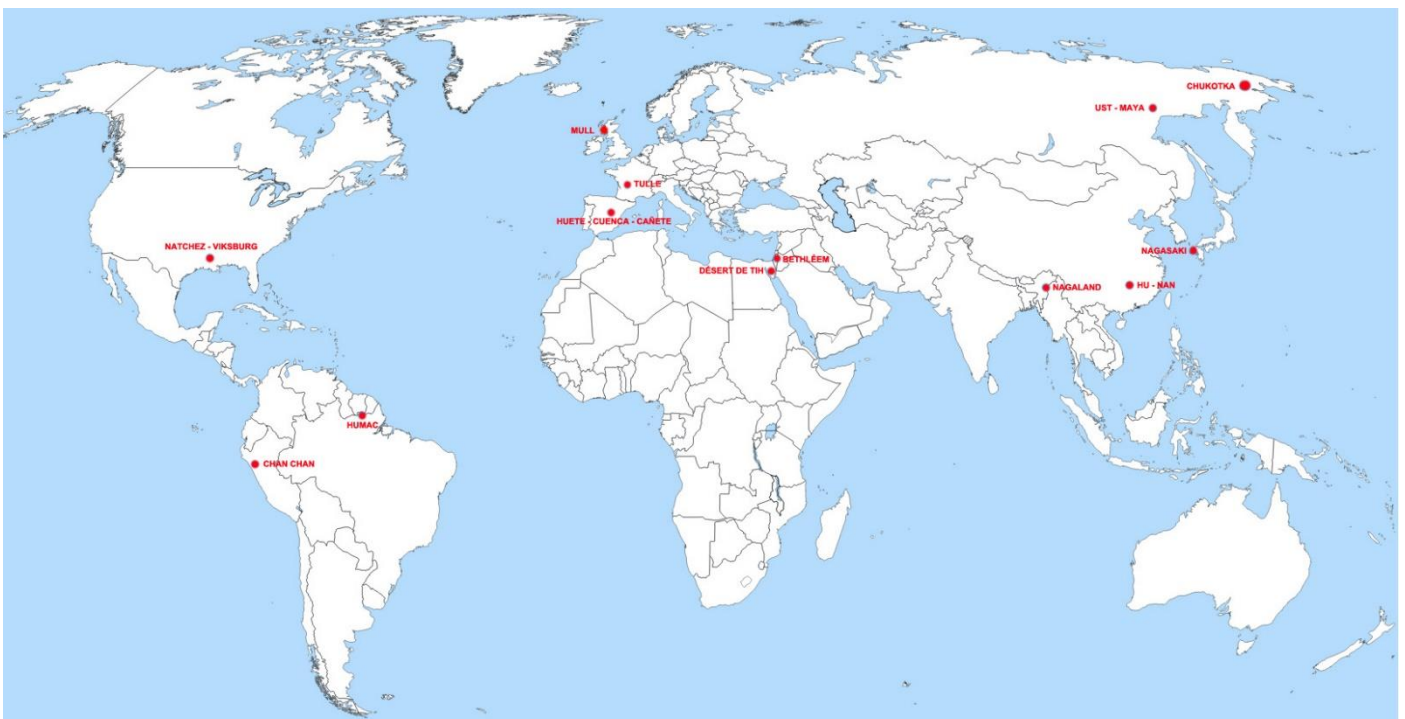 CHUKOTKA
UST - MAYA
MULL
TULLE
HUETE - CUENCA - CAÑETE
NATCHEZ - VIKSBURG
NAGASAKI
BETHLÉEM
DÉSERT DE TIH
NAGALAND
HU - NAN
HUMAC
CHAN CHAN